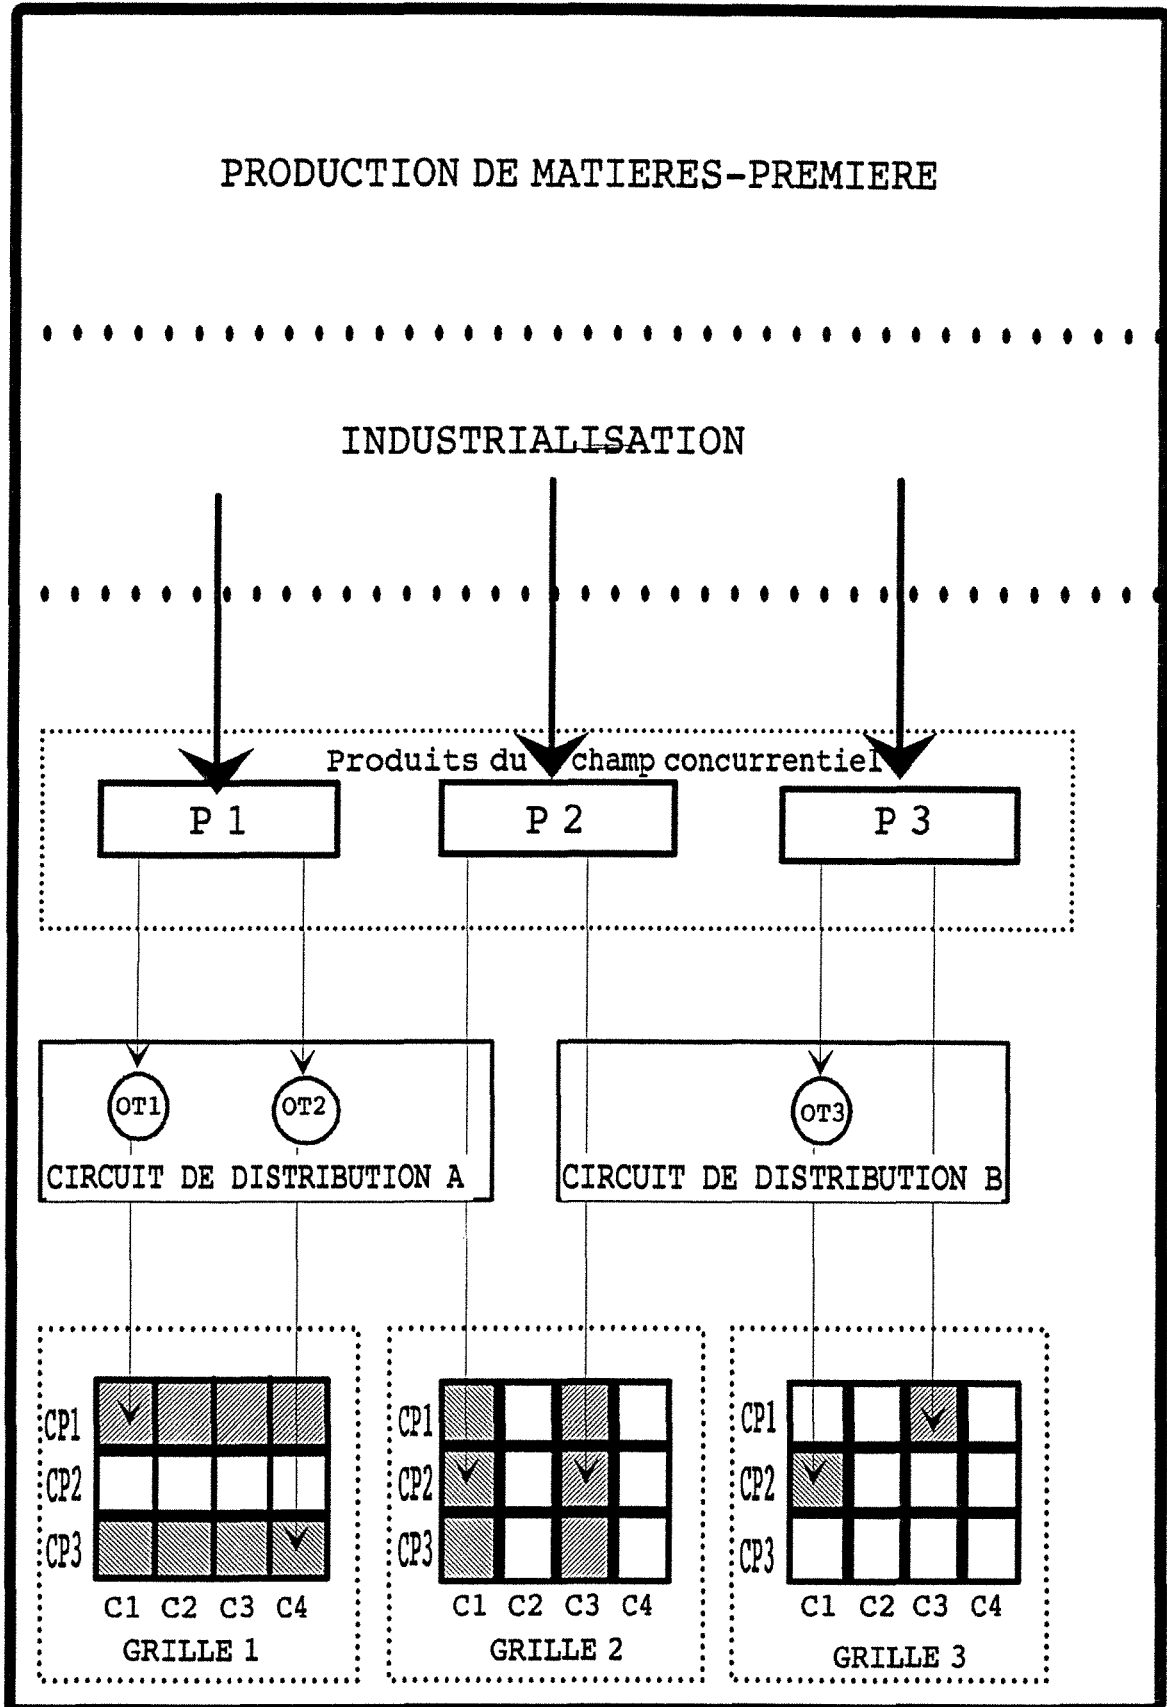 PRODUCTION DE MATIERES-PREMIERE
INDUSTRIALISATION
Produits du champ concurrentiel
P 1
P 2
P 3
OT1
OT2
OT3
CIRCUIT DE DISTRIBUTION A
CIRCUIT DE DISTRIBUTION B
CP1
CP2
CP3
C1 C2 C3 C4
GRILLE 1
CP1
CP2
CP3
C1 C2 C3 C4
GRILLE 2
CP1
CP2
CP3
C1 C2 C3 C4
GRILLE 3